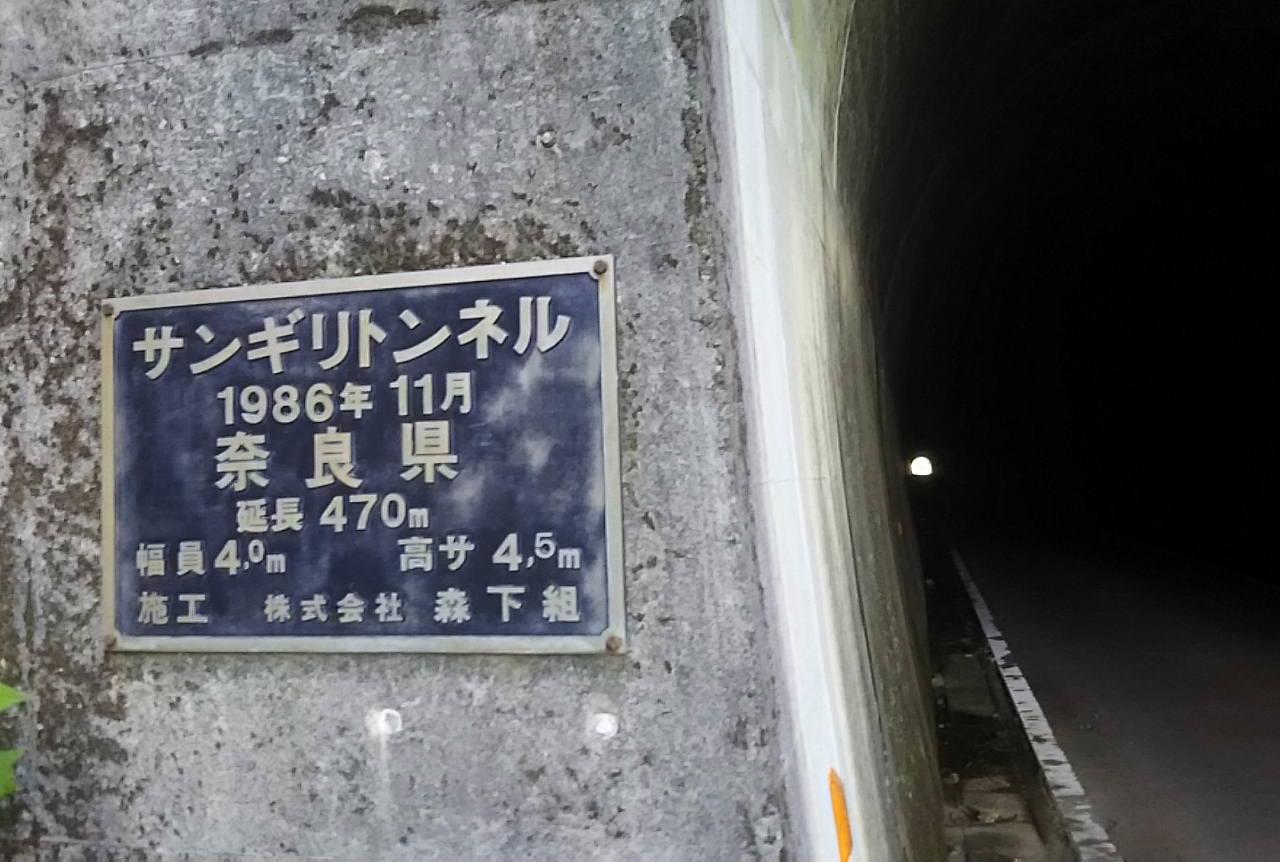 サンギリトンネル
1986年 11月
奈良県
延長 470m
幅員 4.0m 高サ 4.5m
施工 株式会社 森下組